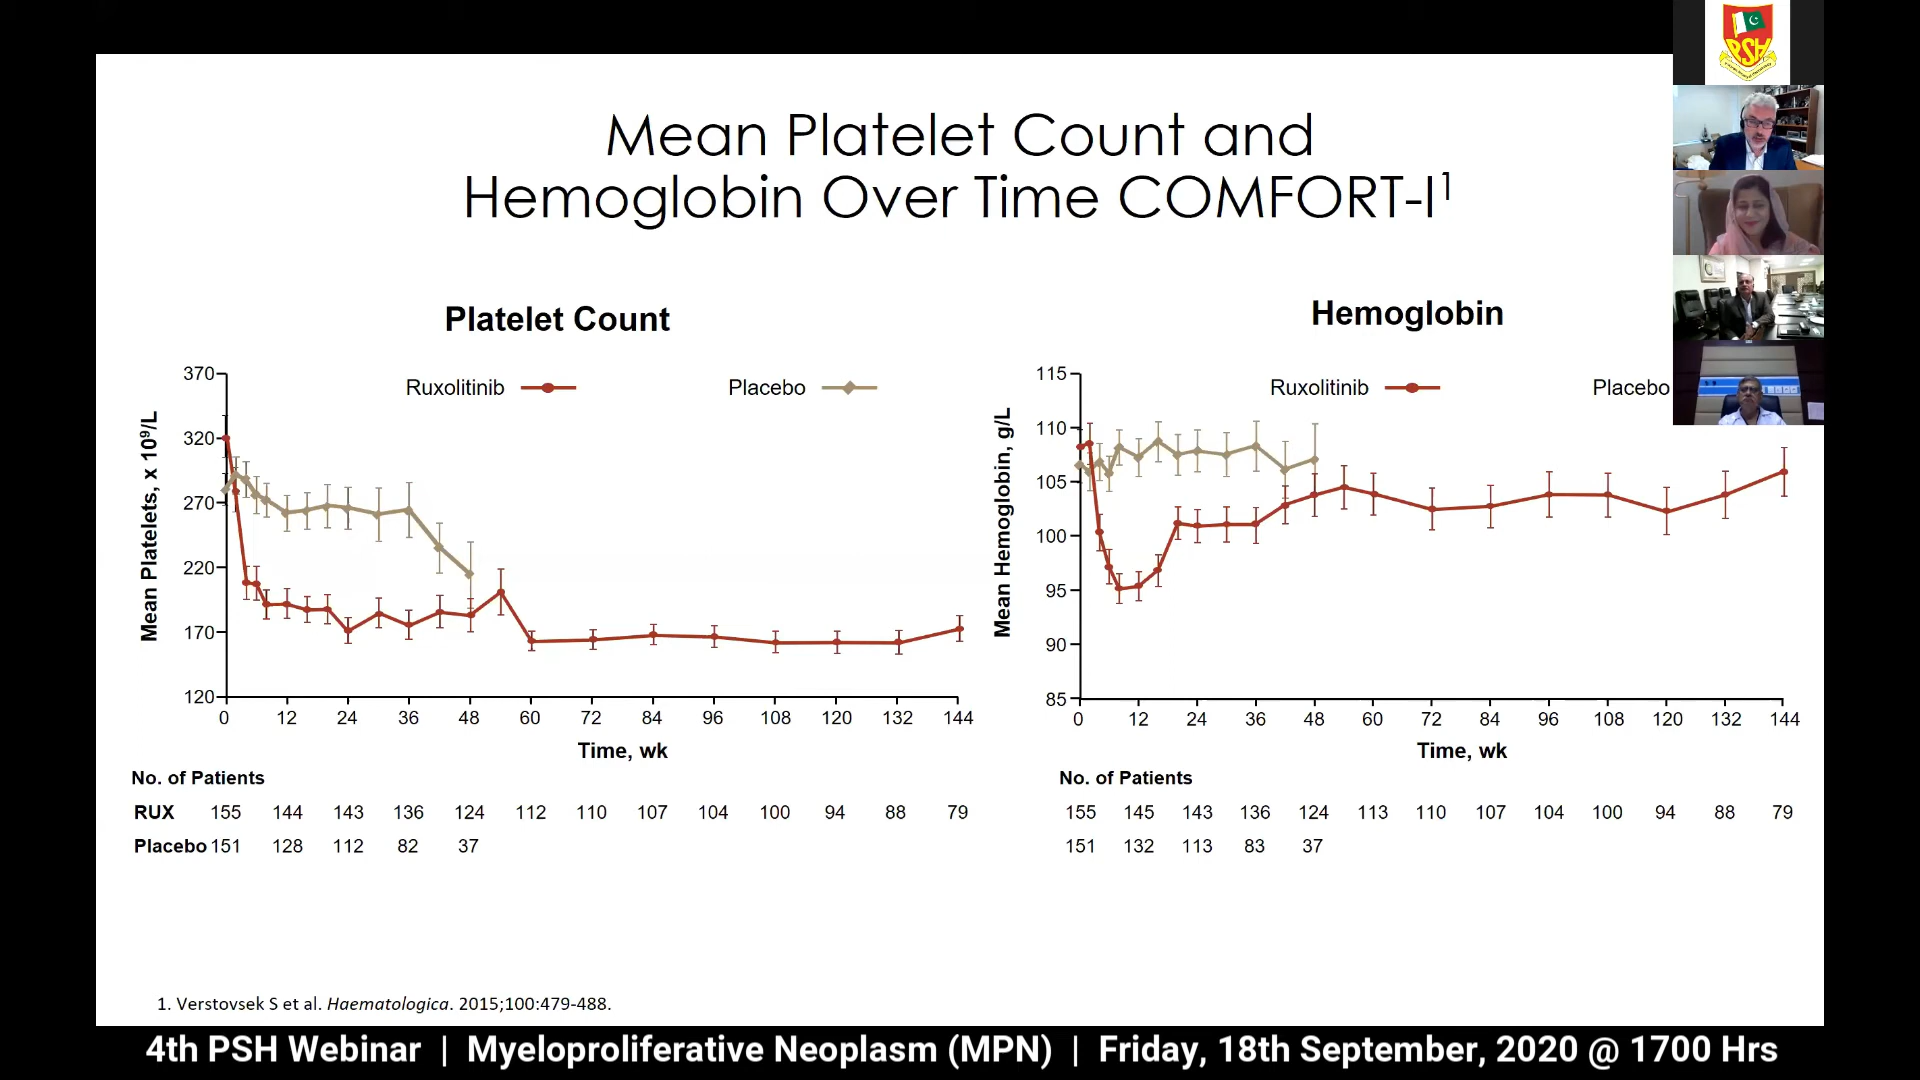 PSH
Mean Platelet Count and
Hemoglobin Over Time COMFORT-I¹
Platelet Count
370
320
270
220
170
120
Mean Platelets, x 10⁹/L
Ruxolitinib
Placebo
0 12 24 36 48 60 72 84 96 108 120 132 144
Time, wk
No. of Patients
RUX 155 144 143 136 124 112 110 107 104 100 94 88 79
Placebo 151 128 112 82 37
Hemoglobin
115
110
105
100
95
90
85
Mean Hemoglobin, g/L
Ruxolitinib
Placebo
0 12 24 36 48 60 72 84 96 108 120 132 144
Time, wk
No. of Patients
155 145 143 136 124 113 110 107 104 100 94 88 79
151 132 113 83 37
1. Verstovsek S et al. Haematologica. 2015;100:479-488.
4th PSH Webinar | Myeloproliferative Neoplasm (MPN) | Friday, 18th September, 2020 @ 1700 Hrs